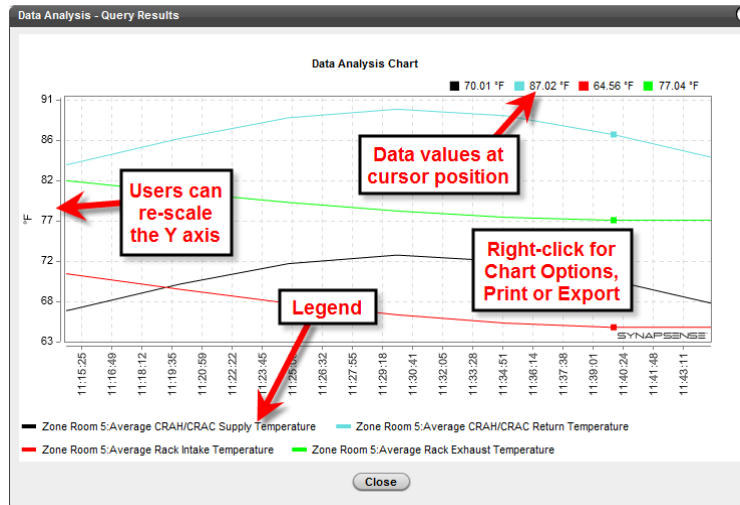 Data Analysis - Query Results
Data Analysis Chart
70.01 °F 87.02 °F 64.56 °F 77.04 °F
91
86
82
77
72
68
63
°F
Users can
re-scale
the Y axis
Data values at
cursor position
Right-click for
Chart Options,
Print or Export
Legend
SYNAPSENSE
11:15:25
11:16:49
11:18:12
11:19:35
11:20:59
11:22:22
11:23:45
11:26:32
11:27:55
11:29:18
11:30:41
11:32:05
11:33:28
11:34:51
11:36:14
11:37:38
11:39:01
11:40:24
11:41:48
11:43:11
Zone Room 5:Average CRAH/CRAC Supply Temperature Zone Room 5:Average CRAH/CRAC Return Temperature
Zone Room 5:Average Rack Intake Temperature Zone Room 5:Average Rack Exhaust Temperature
Close